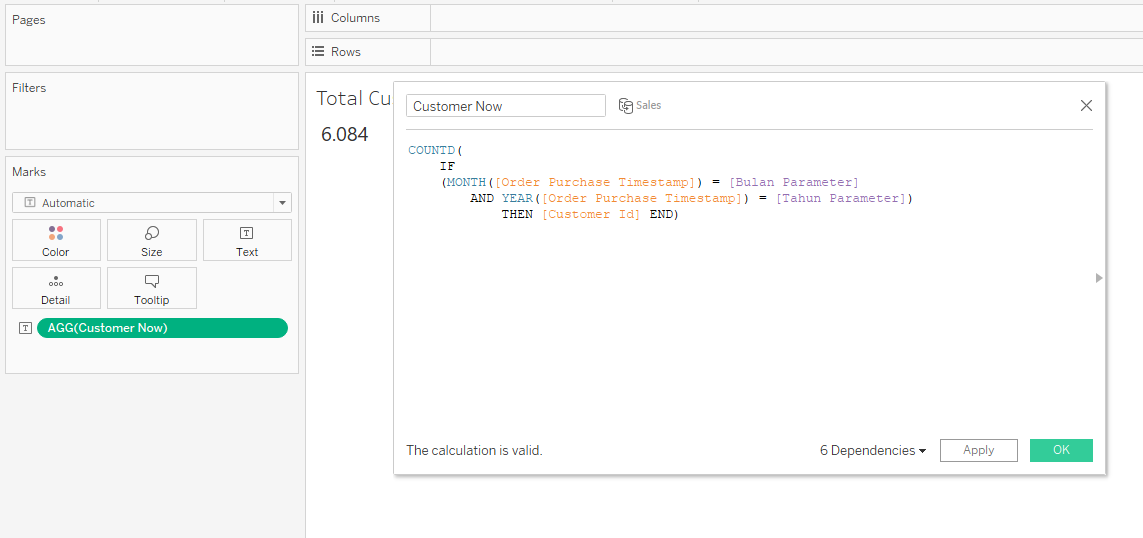 Pages
Columns
Rows
Filters
Total Cu
6.084
Customer Now
Sales
COUNTD(
IF
(MONTH([Order Purchase Timestamp]) = [Bulan Parameter]
AND YEAR([Order Purchase Timestamp]) = [Tahun Parameter])
THEN [Customer Id] END)
Marks
Automatic
Color
Size
Text
Detail
Tooltip
AGG(Customer Now)
The calculation is valid.
6 Dependencies
Apply
OK